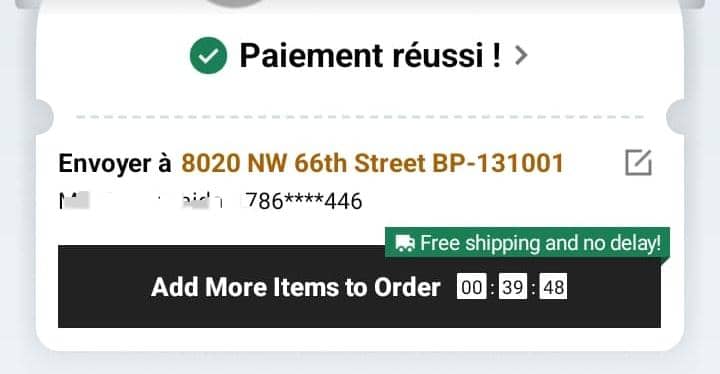 Paiement réussi !
Envoyer à 8020 NW 66th Street BP-131001
786****446
Free shipping and no delay!
Add More Items to Order 00 : 39 : 48